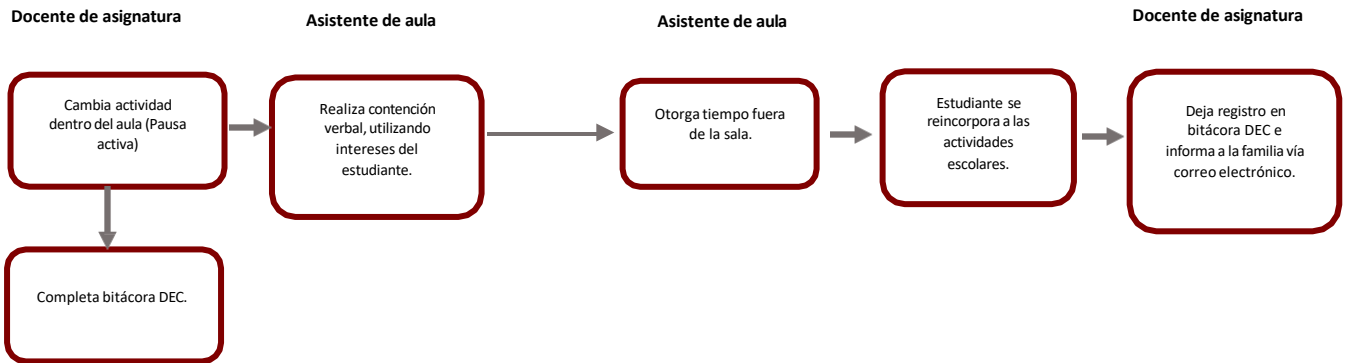 Docente de asignatura
Asistente de aula
Asistente de aula
Docente de asignatura
Cambia actividad
dentro del aula (Pausa
activa)
Realiza contención
verbal, utilizando
intereses del
estudiante.
Otorga tiempo fuera
de la sala.
Estudiante se
reincorpora a las
actividades
escolares.
Deja registro en
bitácora DEC e
informa a la familia vía
correo electrónico.
Completa bitácora DEC.